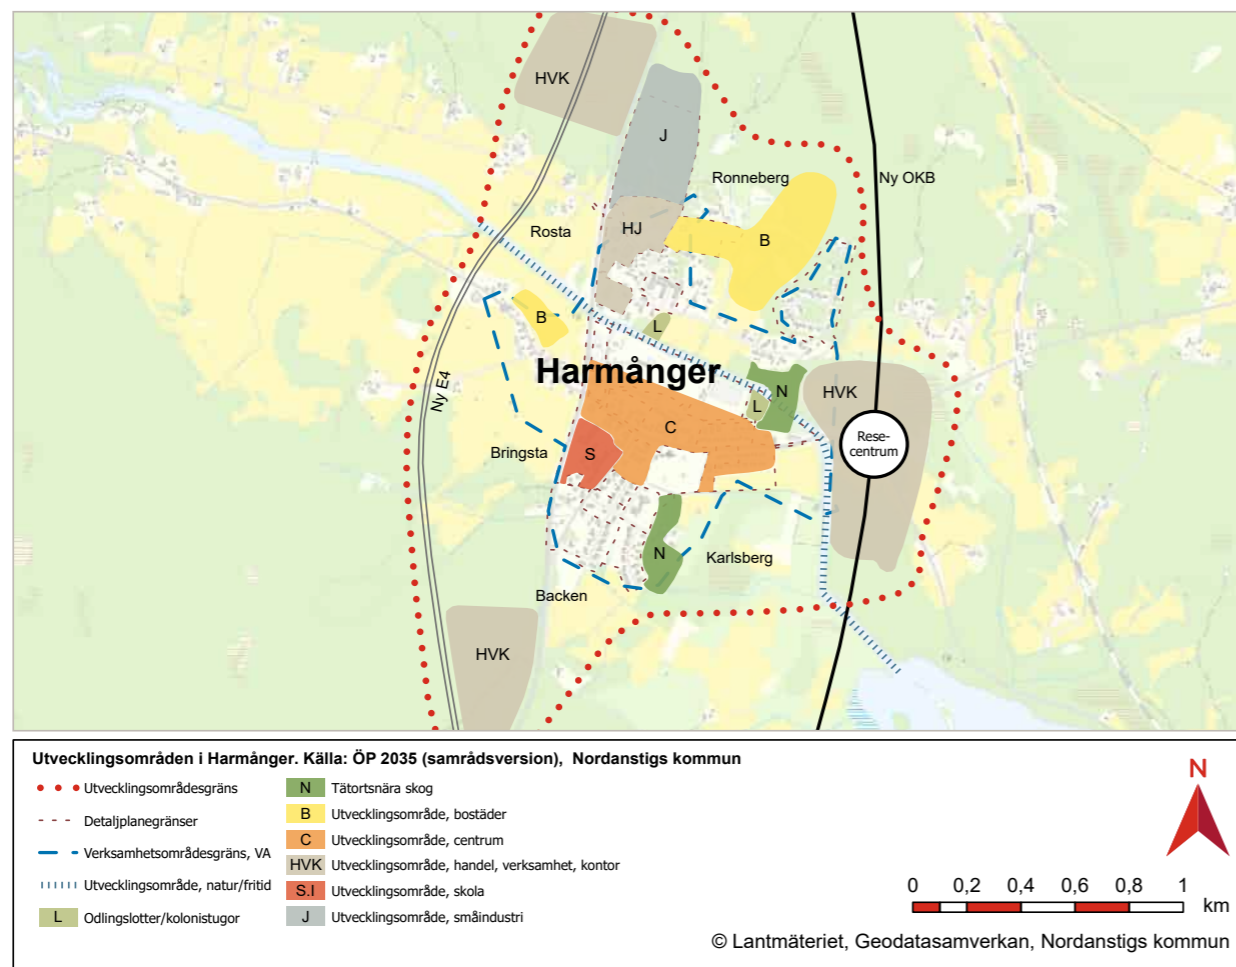 HVK
J
Ronneberg
Ny OKB
Rosta
HJ
B
B
L
Harmånger
N
HVK
L
C
Rese-
centrum
Ny E4
Bringsta
S
N
Karlsberg
Backen
HVK
Utvecklingsområden i Harmånger. Källa: ÖP 2035 (samrådsversion), Nordanstigs kommun
Utvecklingsområdesgräns
Detaljplanegränser
Verksamhetsområdesgräns, VA
Utvecklingsområde, natur/fritid
L Odlingslotter/kolonistugor
N Tätortsnära skog
B Utvecklingsområde, bostäder
C Utvecklingsområde, centrum
HVK Utvecklingsområde, handel, verksamhet, kontor
S.I Utvecklingsområde, skola
J Utvecklingsområde, småindustri
N
0 0,2 0,4 0,6 0,8 1
km
© Lantmäteriet, Geodatasamverkan, Nordanstigs kommun